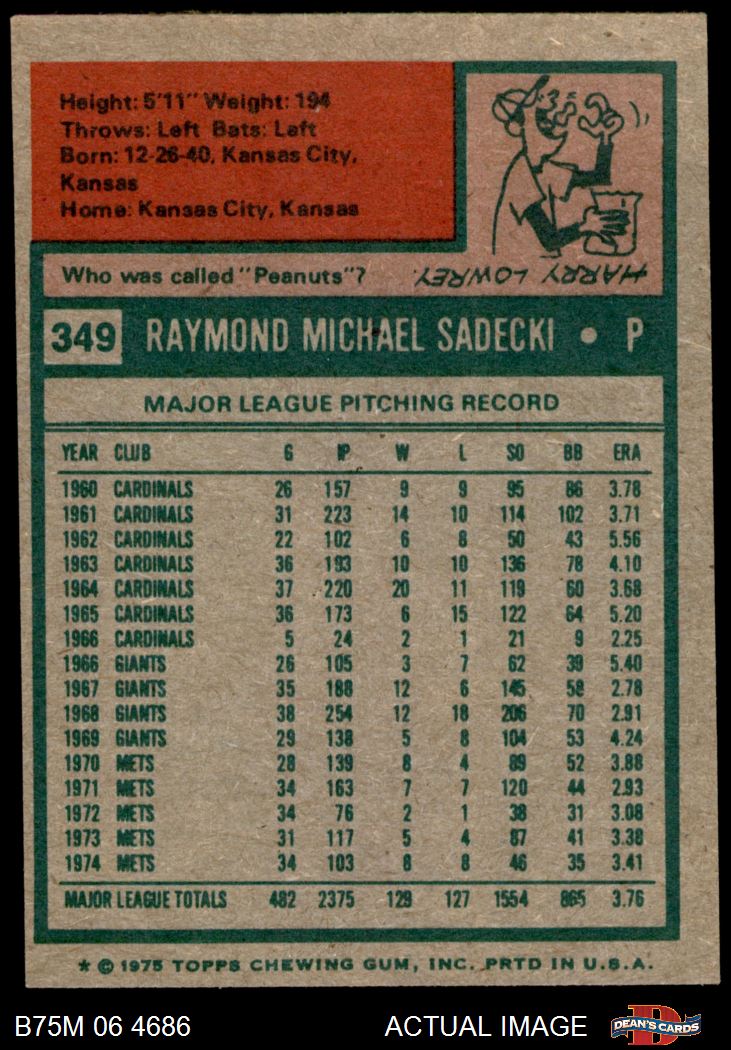 Height: 5'11" Weight: 194
Throws: Left Bats: Left
Born: 12-26-40, Kansas City,
Kansas
Home: Kansas City, Kansas
Who was called "Peanuts"?
HARRY LOWREY.
349 RAYMOND MICHAEL SADECKI • P
MAJOR LEAGUE PITCHING RECORD
YEAR CLUB G IP W L SO BB ERA
1960 CARDINALS 26 157 9 9 95 86 3.78
1961 CARDINALS 31 223 14 10 114 102 3.71
1962 CARDINALS 22 102 6 8 50 43 5.56
1963 CARDINALS 36 193 10 10 136 78 4.10
1964 CARDINALS 37 220 20 11 119 60 3.68
1965 CARDINALS 36 173 6 15 122 64 5.20
1966 CARDINALS 5 24 2 1 21 9 2.25
1966 GIANTS 26 105 3 7 62 39 5.40
1967 GIANTS 35 188 12 6 145 58 2.78
1968 GIANTS 38 254 12 18 206 70 2.91
1969 GIANTS 29 138 5 8 104 53 4.24
1970 METS 28 139 8 4 89 52 3.88
1971 METS 34 163 7 7 120 44 2.93
1972 METS 34 76 2 1 38 31 3.08
1973 METS 31 117 5 4 87 41 3.38
1974 METS 34 103 8 8 46 35 3.41
MAJOR LEAGUE TOTALS 482 2375 129 127 1554 865 3.76
* © 1975 TOPPS CHEWING GUM, INC. PRTD IN U.S.A.
B75M 06 4686 ACTUAL IMAGE D DEAN'S CARDS